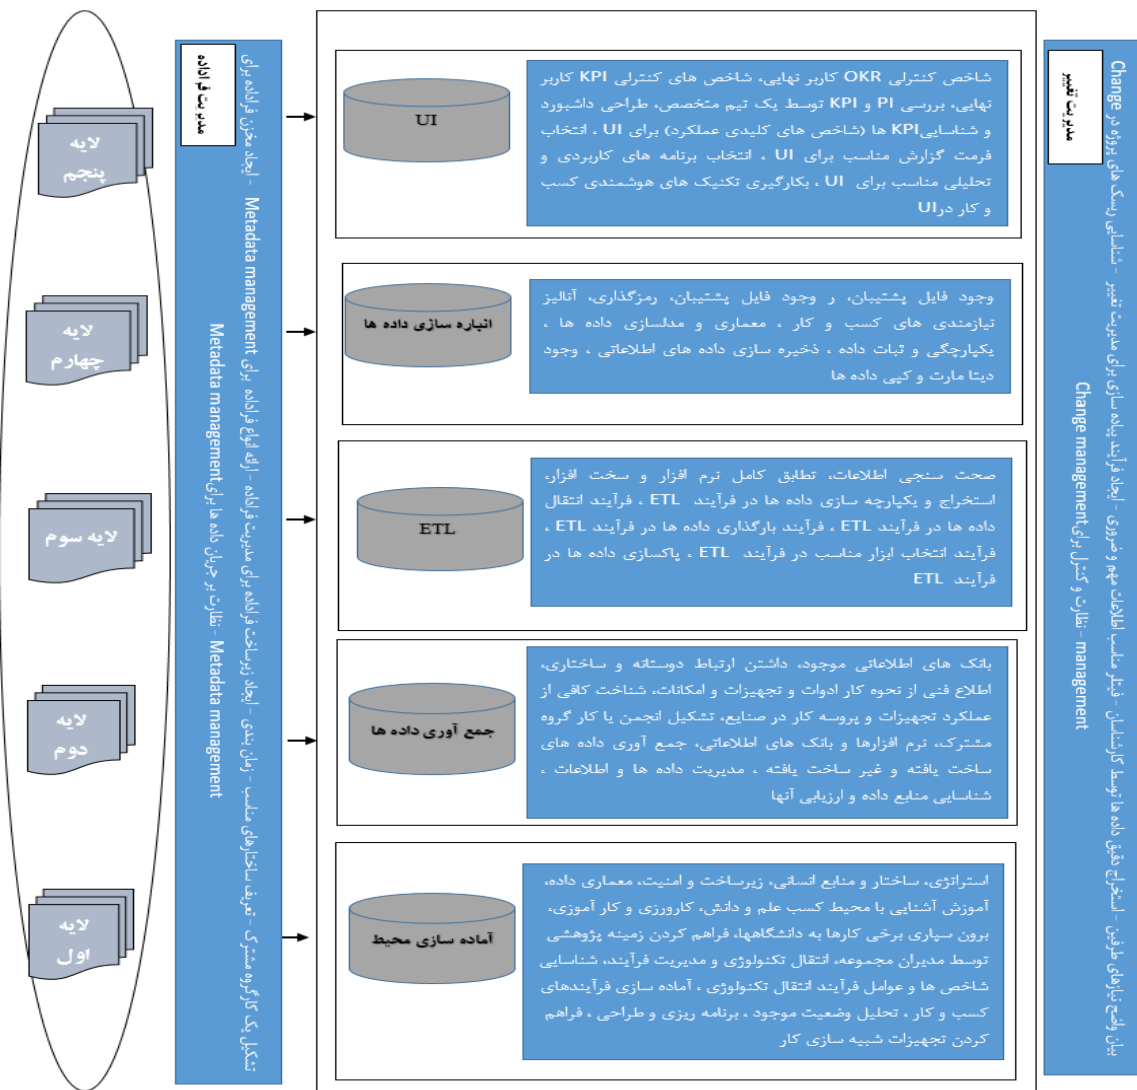 بیان واضح نیازهای طرفین - استخراج دقیق داده ها توسط کارشناسان - فیتلر مناسب اطلاعات مهم و ضروری - ایجاد فرآیند پیاده سازی برای مدیریت تغییر - شناسایی ریسک های پروژه در Change
management - نظارت و کنترل برای Change management
مدیریت تغییر
شاخص کنترلی OKR کاربر نهایی، شاخص های کنترلی KPI کاربر
نهایی، بررسی PI و KPI توسط یک تیم متخصص، طراحی داشبورد
و شناساییKPI ها (شاخص های کلیدی عملکرد) برای UI ، انتخاب
فرمت گزارش مناسب برای UI ، انتخاب برنامه های کاربردی و
تحلیلی مناسب برای UI ، بکارگیری تکنیک های هوشمندی کسب
و کار درUI
UI
وجود فایل پشتیبان، ر وجود فایل پشتیبان، رمزگذاری، آنالیز
نیازمندی های کسب و کار ، معماری و مدلسازی داده ها ،
یکپارچگی و ثبات داده ، ذخیره سازی داده های اطلاعاتی ، وجود
دیتا مارت و کپی داده ها
انباره سازی داده ها
صحت سنجی اطلاعات، تطابق کامل نرم افزار و سخت افزار،
استخراج و یکپارچه سازی داده ها در فرآیند ETL ، فرآیند انتقال
داده ها در فرآیند ETL ، فرآیند بارگذاری داده ها در فرآیند ETL ،
فرآیند انتخاب ابزار مناسب در فرآیند ETL ، پاکسازی داده ها در
فرآیند ETL
ETL
بانک های اطلاعاتی موجود، داشتن ارتباط دوستانه و ساختاری،
اطلاع فنی از نحوه کار ادوات و تجهیزات و امکانات، شناخت کافی از
عملکرد تجهیزات و پروسه کار در صنایع، تشکیل انجمن یا کار گروه
مشترک، نرم افزارها و بانک های اطلاعاتی، جمع آوری داده های
ساخت یافته و غیر ساخت یافته ، مدیریت داده ها و اطلاعات ،
شناسایی منابع داده و ارزیابی آنها
جمع آوری داده ها
استراتژی، ساختار و منابع انسانی، زیرساخت و امنیت، معماری داده،
آموزش آشنایی با محیط کسب علم و دانش، کارورزی و کار آموزی،
برون سپاری برخی کارها به دانشگاهها، فراهم کردن زمینه پژوهشی
توسط مدیران مجموعه، انتقال تکنولوژی و مدیریت فرآیند، شناسایی
شاخص ها و عوامل فرآیند انتقال تکنولوژی ، آماده سازی فرآیندهای
کسب و کار ، تحلیل وضعیت موجود ، برنامه ریزی و طراحی ، فراهم
کردن تجهیزات شبیه سازی کار
آماده سازی محیط
تشکیل یک کارگروه مشترک - تعریف ساختارهای مناسب - زمان بندی - ایجاد زیرساخت فراداده برای مدیریت فراداده - ارائه انواع فراداده برای Metadata management - ایجاد مخزن فراداده برای
Metadata management - نظارت بر جریان داده ها برای Metadata management
مدیریت فراداده
لایه
پنجم
لایه
چهارم
لایه سوم
لایه
دوم
لایه
اول